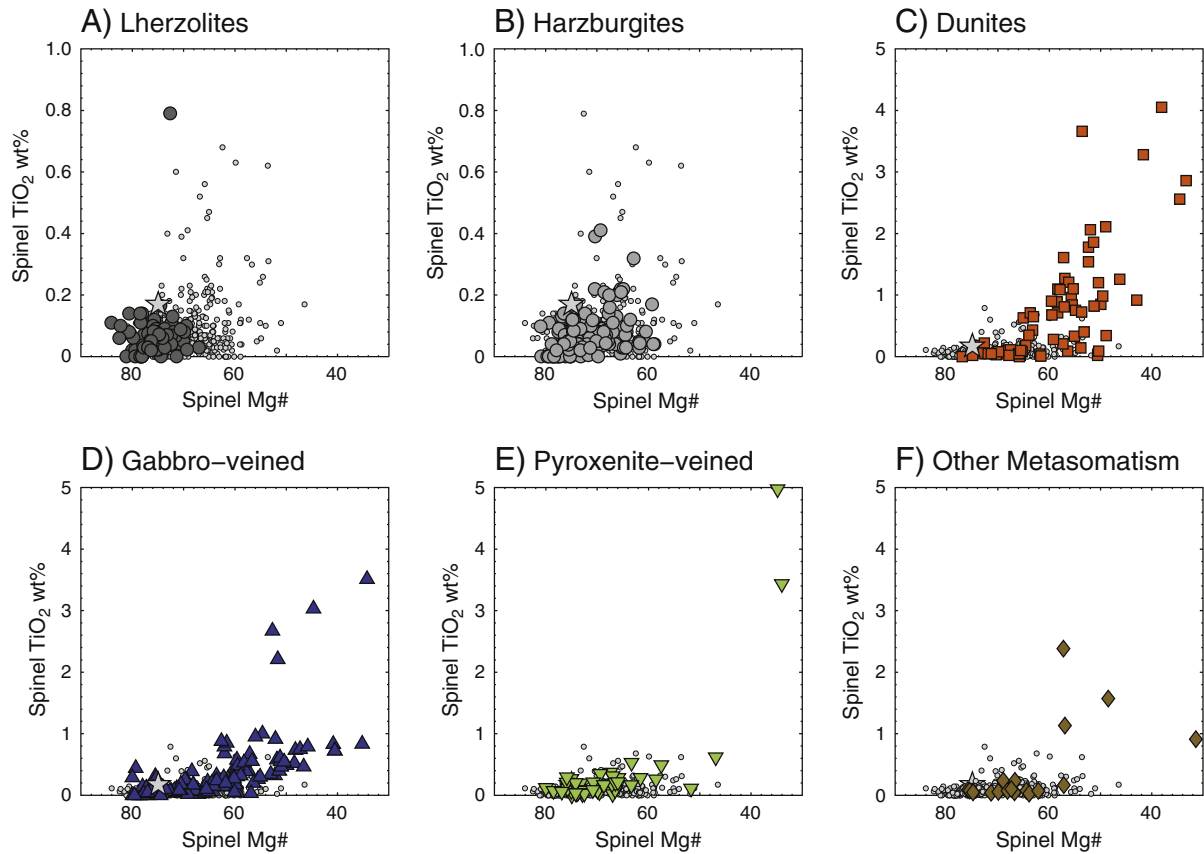 A) Lherzolites
B) Harzburgites
C) Dunites
1.0
0.8
0.6
0.4
0.2
0
Spinel TiO2 wt%
80 60 40
Spinel Mg#
1.0
0.8
0.6
0.4
0.2
0
Spinel TiO2 wt%
80 60 40
Spinel Mg#
5
4
3
2
1
0
Spinel TiO2 wt%
80 60 40
Spinel Mg#
D) Gabbro-veined
E) Pyroxenite-veined
F) Other Metasomatism
5
4
3
2
1
0
Spinel TiO2 wt%
80 60 40
Spinel Mg#
5
4
3
2
1
0
Spinel TiO2 wt%
80 60 40
Spinel Mg#
5
4
3
2
1
0
Spinel TiO2 wt%
80 60 40
Spinel Mg#